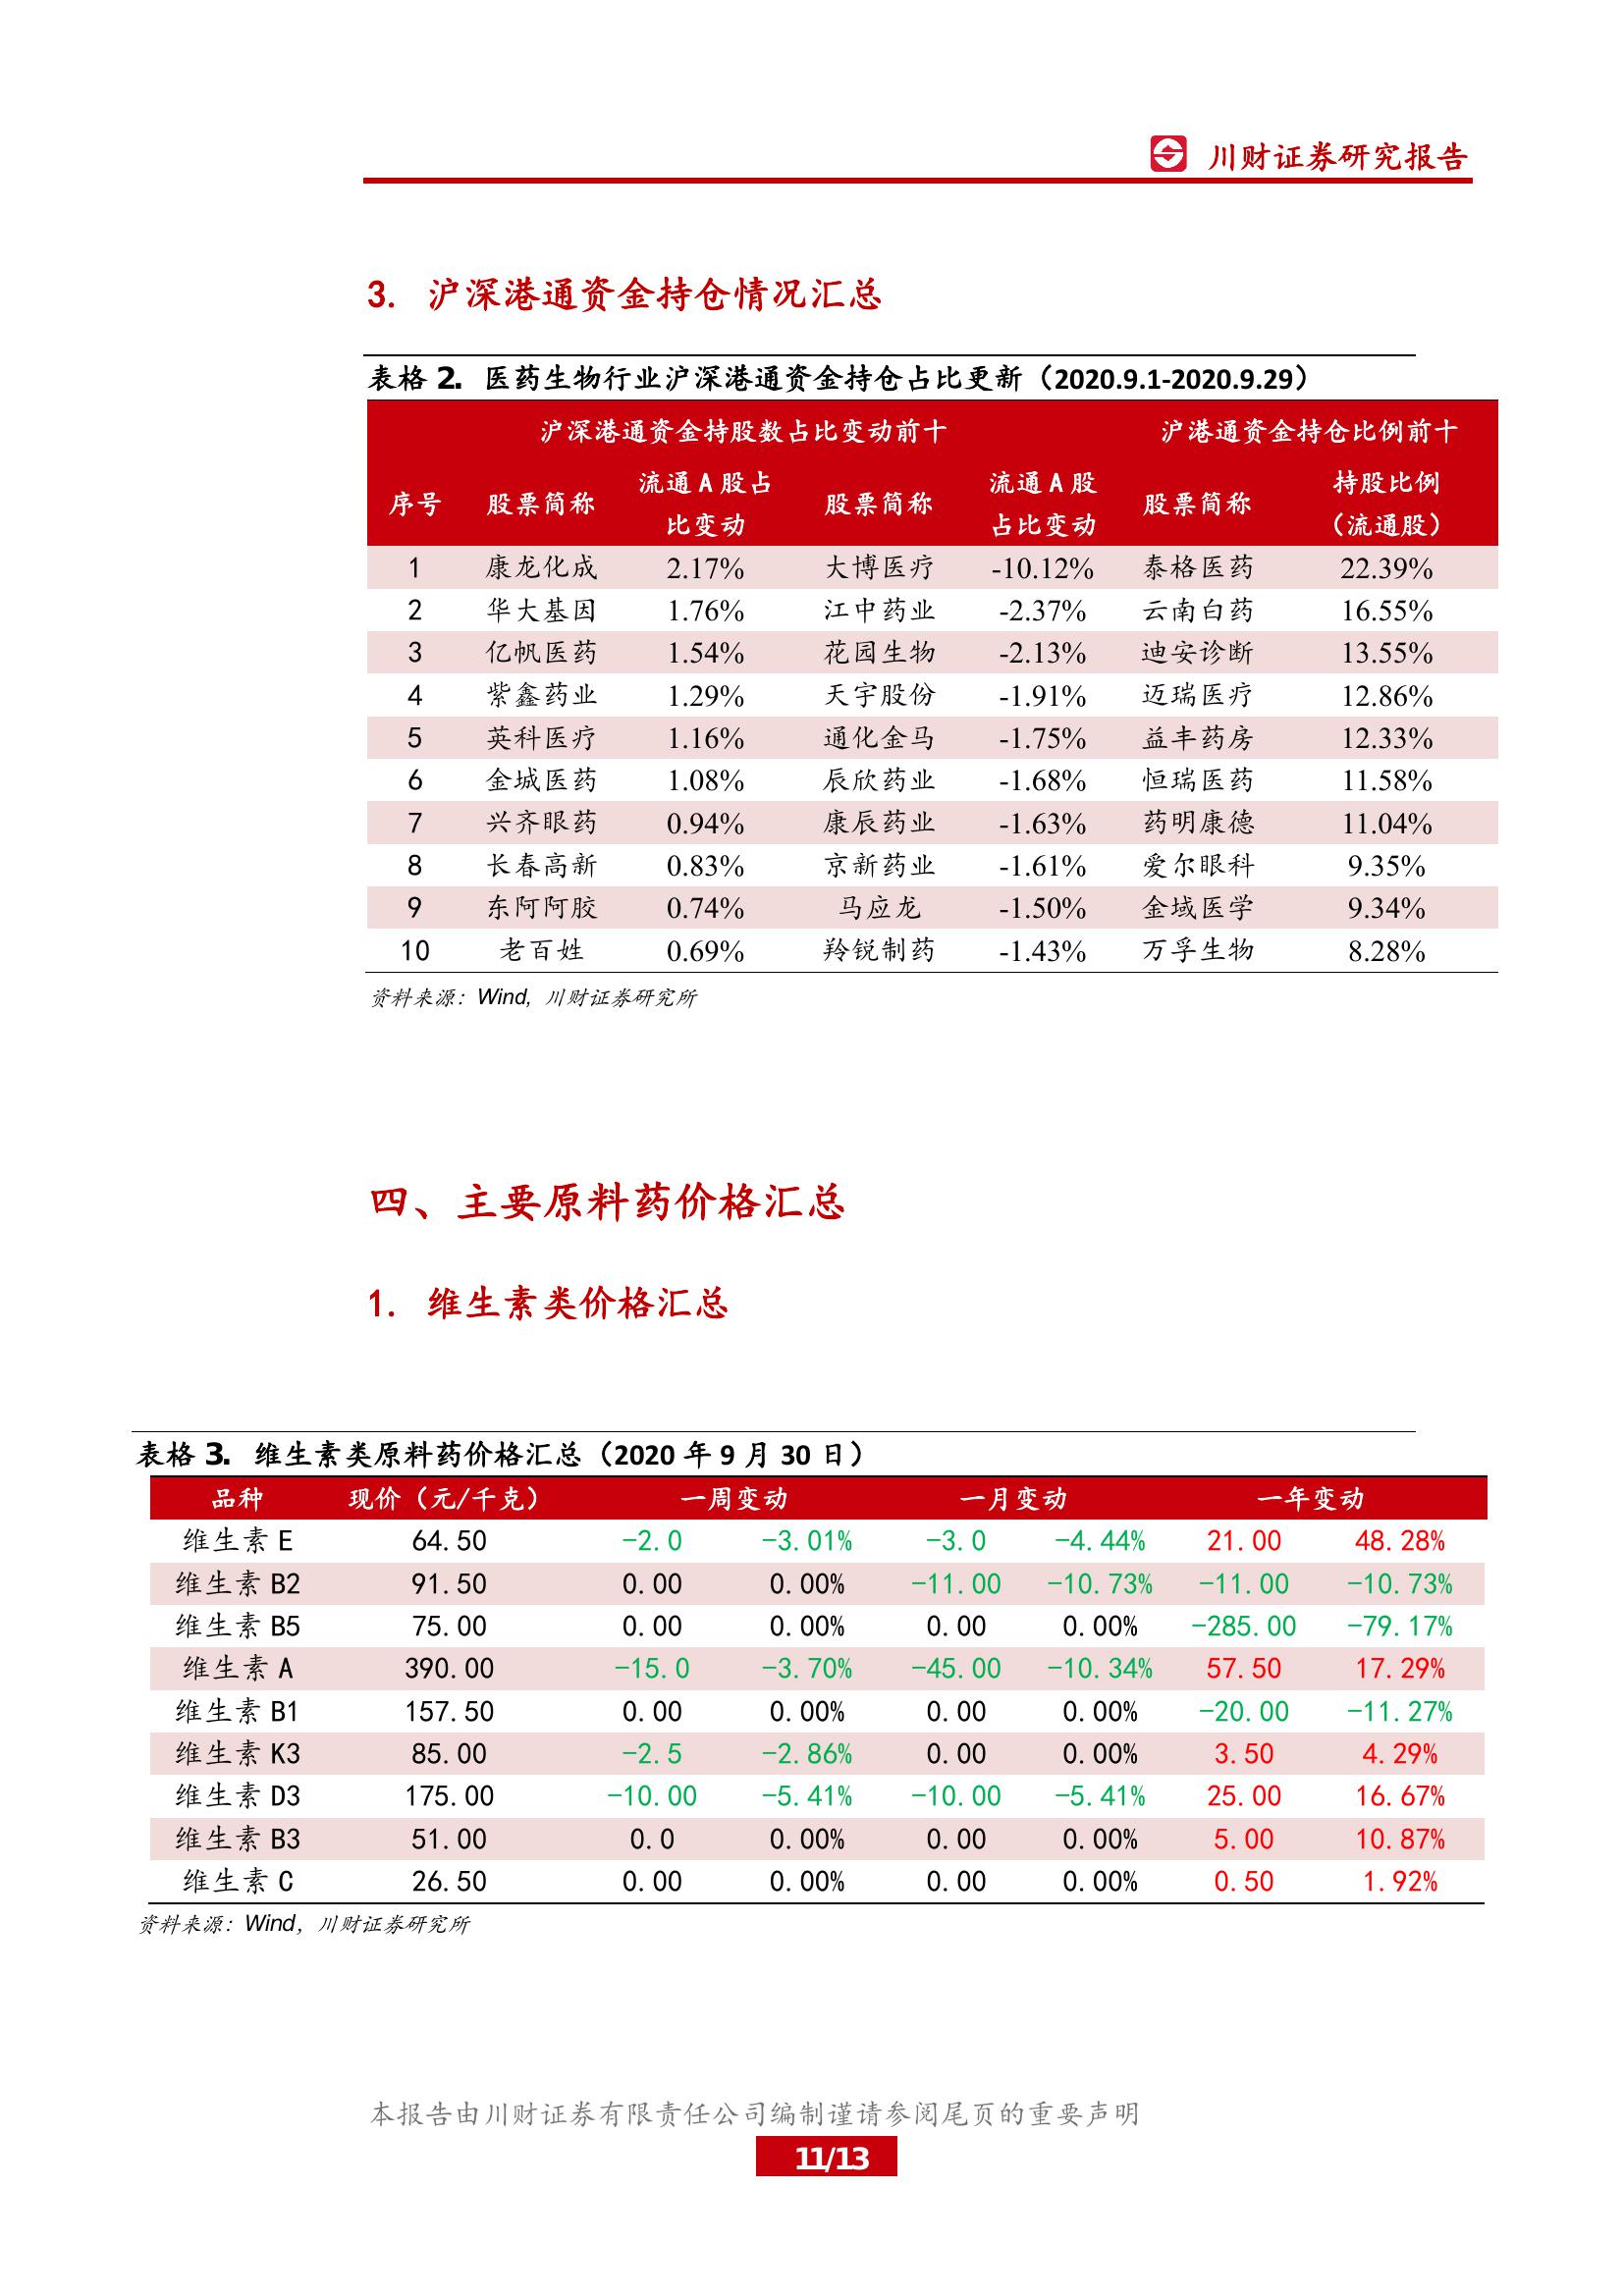 川财证券研究报告
3. 沪深港通资金持仓情况汇总
表格 2. 医药生物行业沪深港通资金持仓占比更新（2020.9.1-2020.9.29）
沪深港通资金持股数占比变动前十 沪港通资金持仓比例前十
序号 股票简称 流通 A 股占比变动 股票简称 流通 A 股占比变动 股票简称 持股比例（流通股）
1 康龙化成 2.17% 大博医疗 -10.12% 泰格医药 22.39%
2 华大基因 1.76% 江中药业 -2.37% 云南白药 16.55%
3 亿帆医药 1.54% 花园生物 -2.13% 迪安诊断 13.55%
4 紫鑫药业 1.29% 天宇股份 -1.91% 迈瑞医疗 12.86%
5 英科医疗 1.16% 通化金马 -1.75% 益丰药房 12.33%
6 金城医药 1.08% 辰欣药业 -1.68% 恒瑞医药 11.58%
7 兴齐眼药 0.94% 康辰药业 -1.63% 药明康德 11.04%
8 长春高新 0.83% 京新药业 -1.61% 爱尔眼科 9.35%
9 东阿阿胶 0.74% 马应龙 -1.50% 金域医学 9.34%
10 老百姓 0.69% 羚锐制药 -1.43% 万孚生物 8.28%
资料来源：Wind, 川财证券研究所
四、主要原料药价格汇总
1. 维生素类价格汇总
表格 3. 维生素类原料药价格汇总（2020 年 9 月 30 日）
品种 现价（元/千克） 一周变动 一月变动 一年变动
维生素 E 64.50 -2.0 -3.01% -3.0 -4.44% 21.00 48.28%
维生素 B2 91.50 0.00 0.00% -11.00 -10.73% -11.00 -10.73%
维生素 B5 75.00 0.00 0.00% 0.00 0.00% -285.00 -79.17%
维生素 A 390.00 -15.0 -3.70% -45.00 -10.34% 57.50 17.29%
维生素 B1 157.50 0.00 0.00% 0.00 0.00% -20.00 -11.27%
维生素 K3 85.00 -2.5 -2.86% 0.00 0.00% 3.50 4.29%
维生素 D3 175.00 -10.00 -5.41% -10.00 -5.41% 25.00 16.67%
维生素 B3 51.00 0.0 0.00% 0.00 0.00% 5.00 10.87%
维生素 C 26.50 0.00 0.00% 0.00 0.00% 0.50 1.92%
资料来源：Wind，川财证券研究所
本报告由川财证券有限责任公司编制谨请参阅尾页的重要声明
11/13